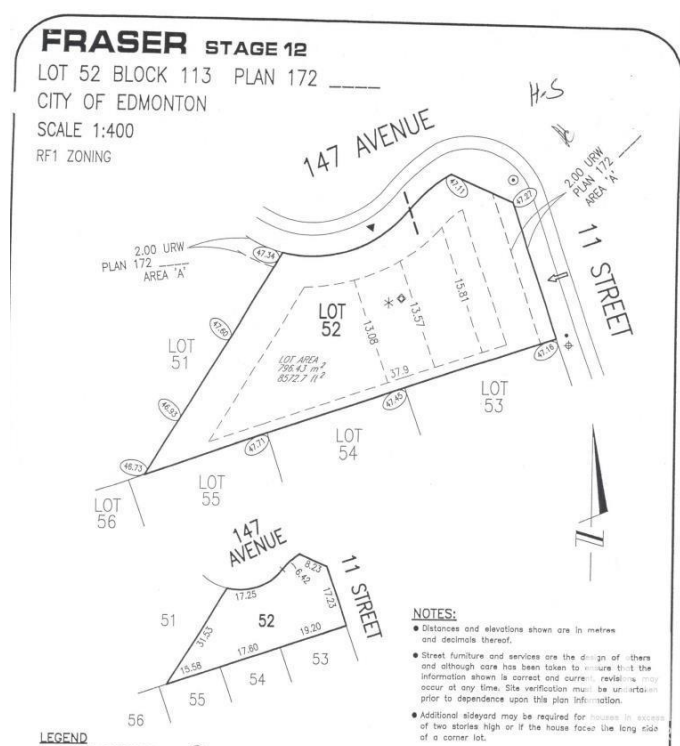 FRASER STAGE 12
LOT 52 BLOCK 113 PLAN 172 ____
CITY OF EDMONTON
SCALE 1:400
RF1 ZONING
H-S
147 AVENUE
2.00 URW
PLAN 172 ____
AREA 'A'
47.31
47.27
11 STREET
2.00 URW
PLAN 172 ____
AREA 'A'
47.34
LOT
52
13.08
13.57
15.81
47.60
LOT
51
LOT AREA
796.43 m²
8572.7 ft²
37.9
47.16
46.93
47.45
LOT
53
47.71
LOT
54
46.73
LOT
55
LOT
56
147
AVENUE
11 STREET
8.23
6.42
17.25
17.23
51
52
31.53
19.20
17.80
15.58
53
54
55
56
NOTES:
● Distances and elevations shown are in metres
and decimals thereof.
● Street furniture and services are the design of others
and although care has been taken to ensure that the
information shown is correct and current, revisions may
occur at any time. Site verification must be undertaken
prior to dependence upon this plan information.
● Additional sideyard may be required for houses in excess
of two stories high or if the house faces the long side
of a corner lot.
LEGEND